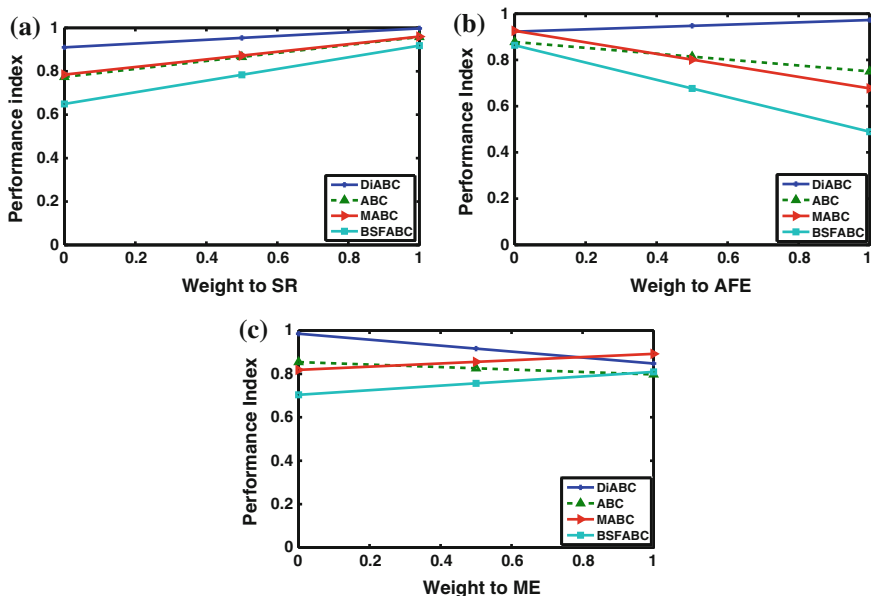 (a)
Performance index
1
0.8
0.6
0.4
0.2
0
0
0.2
0.4
0.6
0.8
1
Weight to SR
DiABC
ABC
MABC
BSFABC
(b)
Performance Index
1
0.8
0.6
0.4
0.2
0
0
0.2
0.4
0.6
0.8
1
Weigh to AFE
DiABC
ABC
MABC
BSFABC
(c)
Performance Index
1
0.8
0.6
0.4
0.2
0
0
0.2
0.4
0.6
0.8
1
Weight to ME
DiABC
ABC
MABC
BSFABC